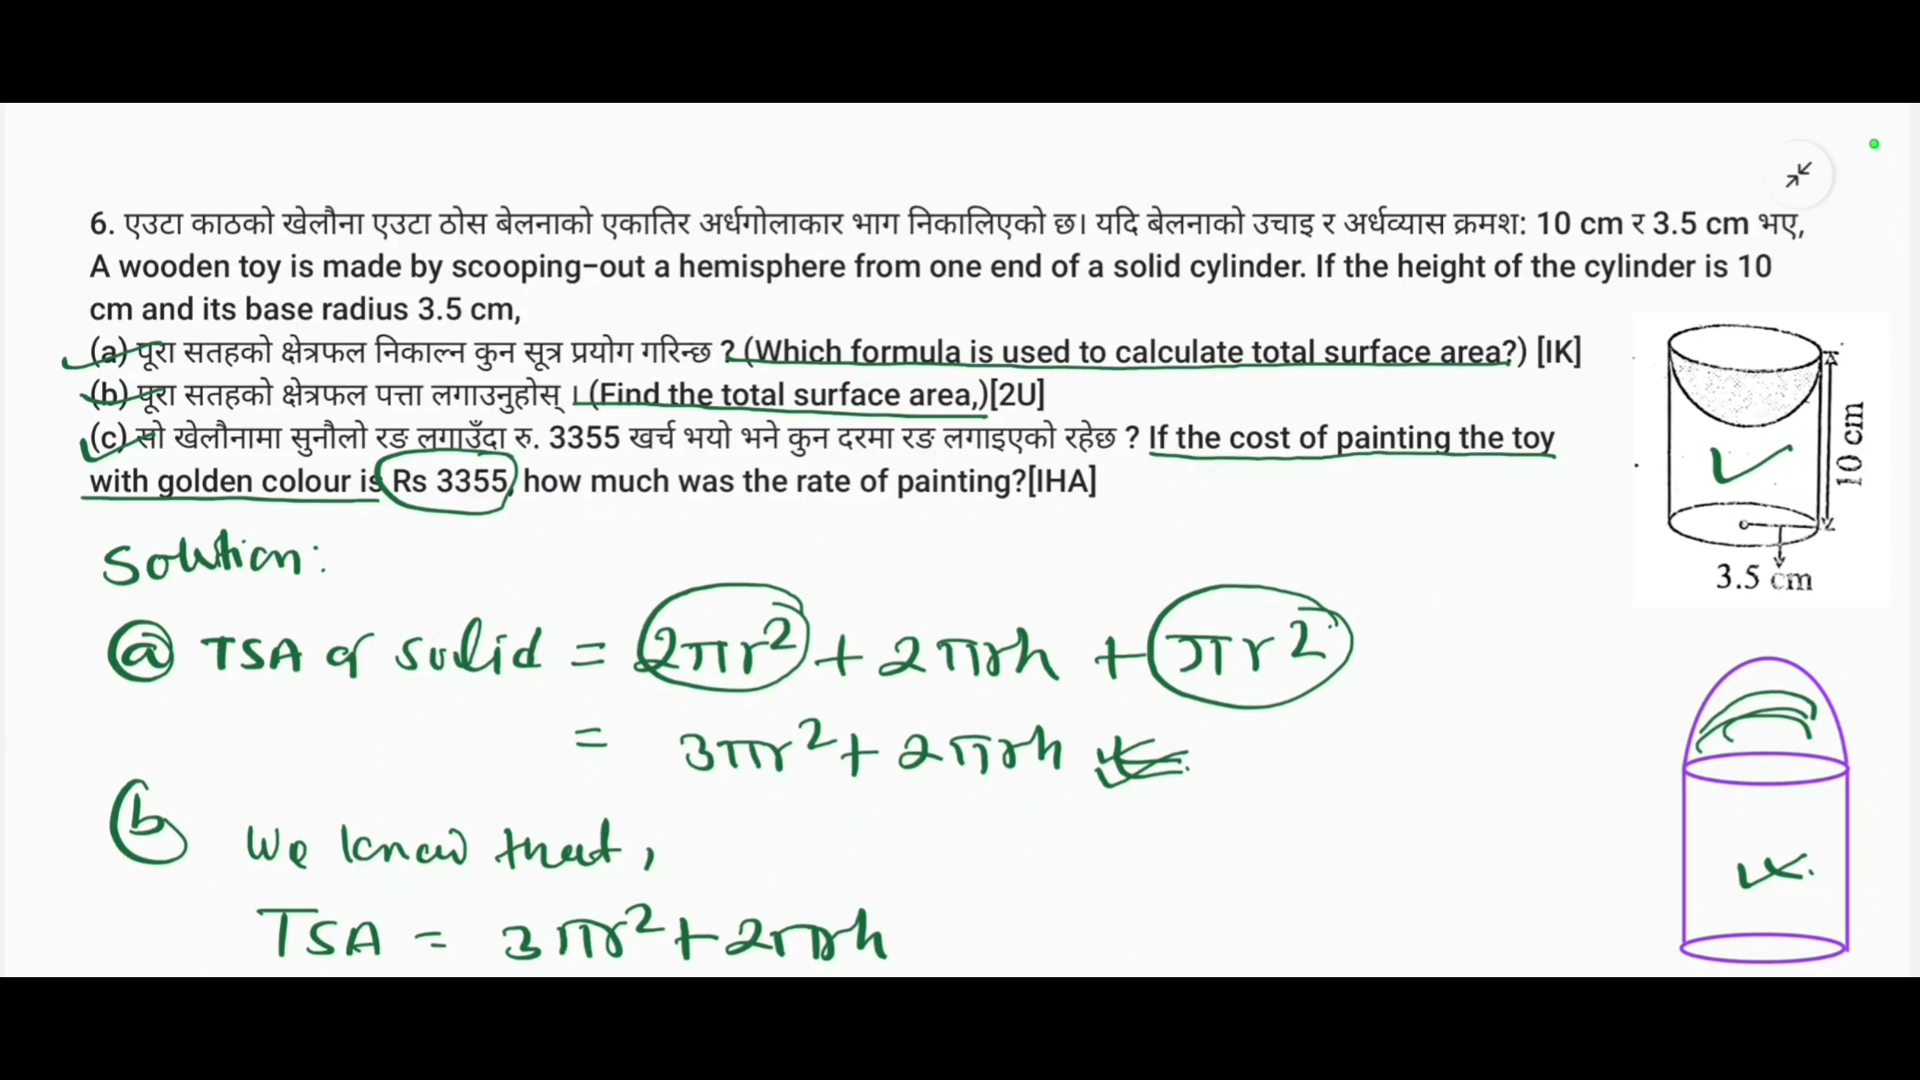 6. एउटा काठको खेलौना एउटा ठोस बेलनाको एकातिर अर्धगोलाकार भाग निकालिएको छ। यदि बेलनाको उचाइ र अर्धव्यास क्रमश: 10 cm र 3.5 cm भए,
A wooden toy is made by scooping-out a hemisphere from one end of a solid cylinder. If the height of the cylinder is 10
cm and its base radius 3.5 cm,
(a) पूरा सतहको क्षेत्रफल निकाल्न कुन सूत्र प्रयोग गरिन्छ ? (Which formula is used to calculate total surface area?) [IK]
(b) पूरा सतहको क्षेत्रफल पत्ता लगाउनुहोस् । (Find the total surface area,)[2U]
(c) सो खेलौनामा सुनौलो रङ लगाउँदा रु. 3355 खर्च भयो भने कुन दरमा रङ लगाइएको रहेछ ? If the cost of painting the toy
with golden colour is Rs 3355, how much was the rate of painting?[IHA]
10 cm
3.5 cm
Solution:
(a) TSA of solid = 2πr² + 2πrh + πr²
= 3πr² + 2πrh
(b) We know that,
TSA = 3πr² + 2πrh